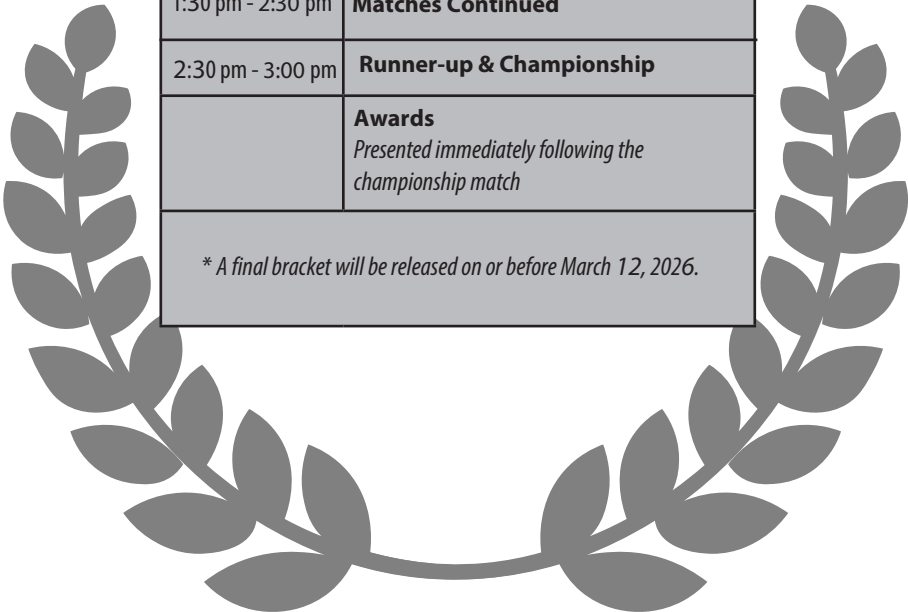 1:30 pm - 2:30 pm Matches Continued
2:30 pm - 3:00 pm Runner-up & Championship
Awards
Presented immediately following the
championship match
* A final bracket will be released on or before March 12, 2026.